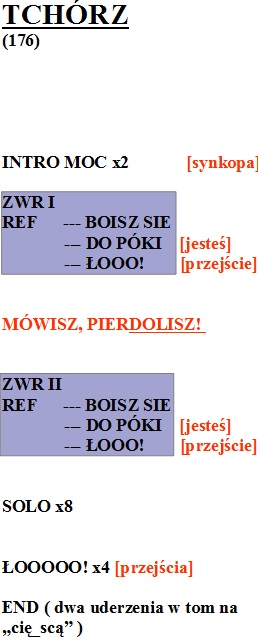 TCHÓRZ
(176)
INTRO MOC x2 [synkopa]
ZWR I
REF --- BOISZ SIE
--- DO PÓKI [jesteś]
--- ŁOOO! [przejście]
MÓWISZ, PIERDOLISZ!
ZWR II
REF --- BOISZ SIE
--- DO PÓKI [jesteś]
--- ŁOOO! [przejście]
SOLO x8
ŁOOOOO! x4 [przejścia]
END ( dwa uderzenia w tom na
„cię_scą” )